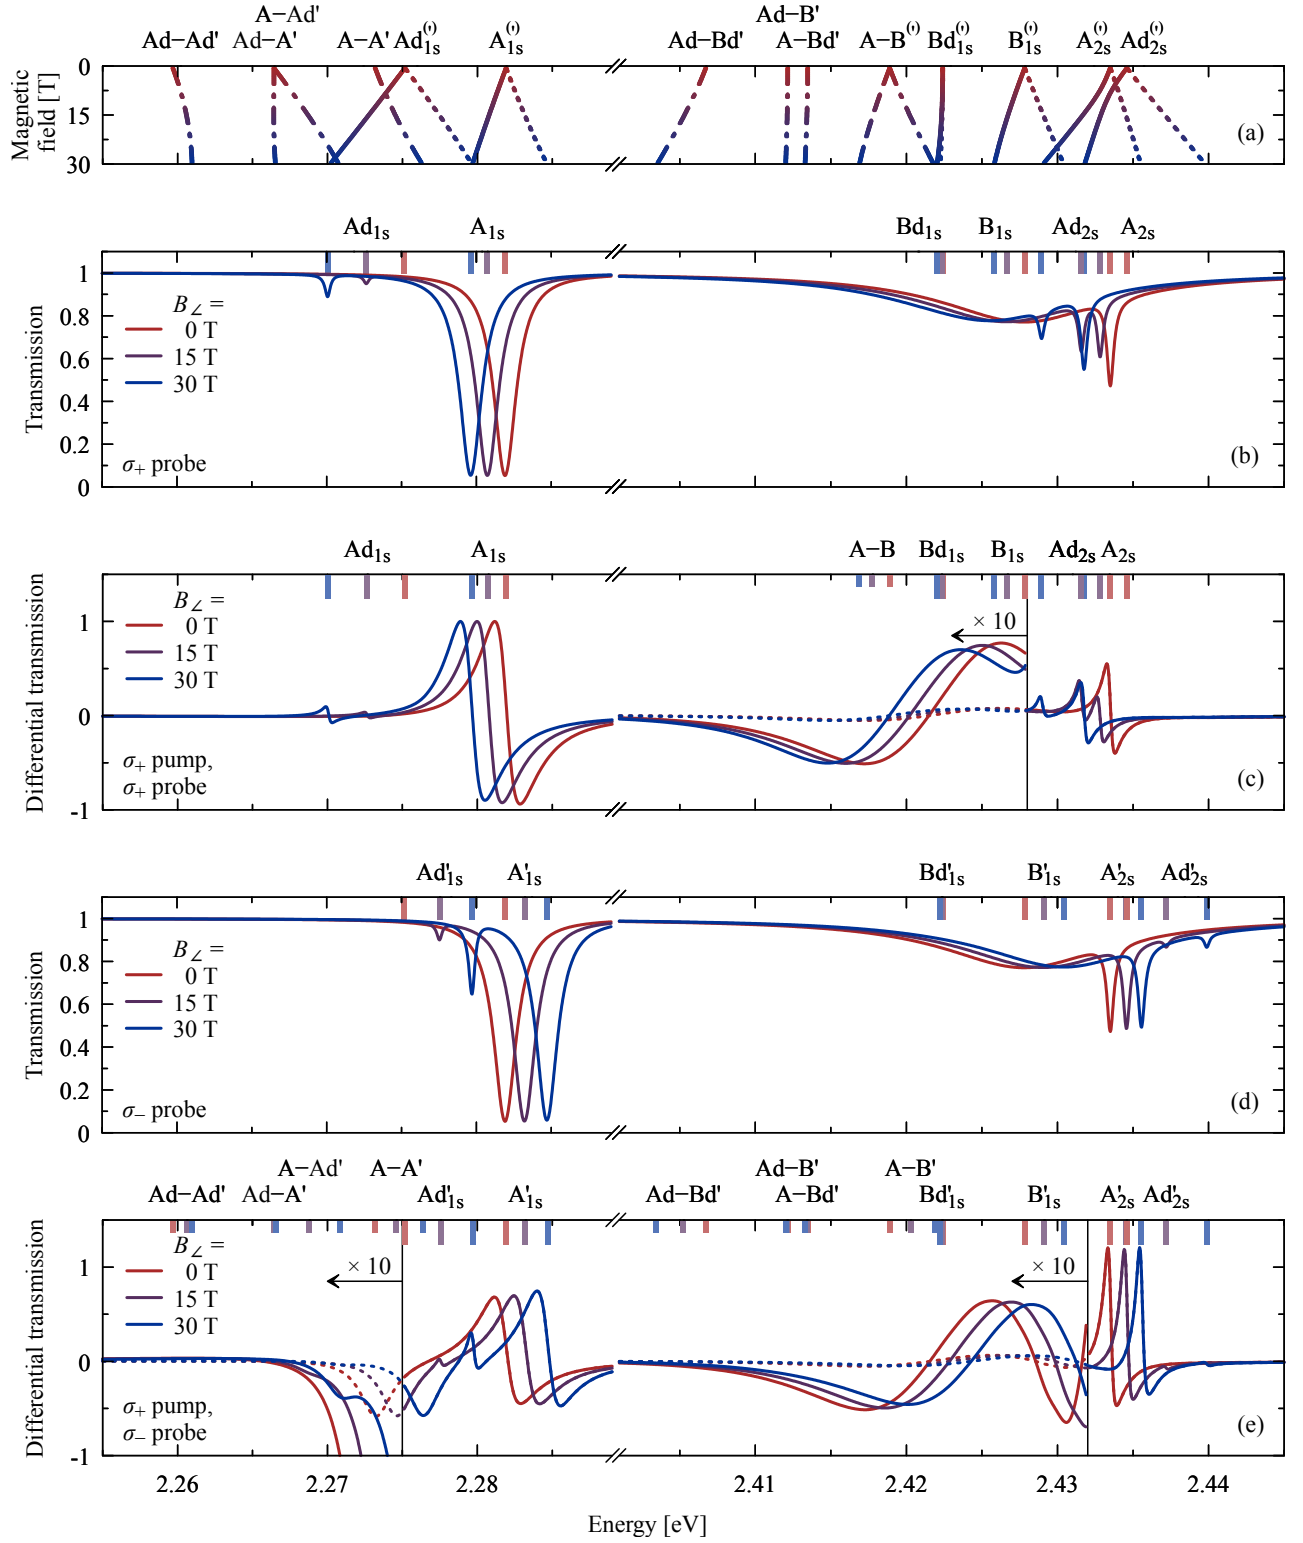 A−Ad' Ad−B'
Ad−Ad' Ad−A' A−A' Ad1s(′) A1s(′) Ad−Bd' A−Bd' A−B(′) Bd1s(′) B1s(′) A2s(′) Ad2s(′)
Magnetic field [T]
0
15
30
(a)
Ad1s A1s Bd1s B1s Ad2s A2s
Transmission
1
0.8
0.6
0.4
0.2
0
B∠ =
0 T
15 T
30 T
σ+ probe
(b)
Ad1s A1s A−B Bd1s B1s Ad2s A2s
Differential transmission
1
0
-1
B∠ =
0 T
15 T
30 T
× 10
σ+ pump,
σ+ probe
(c)
Ad'1s A'1s Bd'1s B'1s A'2s Ad'2s
Transmission
1
0.8
0.6
0.4
0.2
0
B∠ =
0 T
15 T
30 T
σ− probe
(d)
A−Ad' A−A' Ad−B' A−B'
Ad−Ad' Ad−A' Ad'1s A'1s Ad−Bd' A−Bd' Bd'1s B'1s A'2s Ad'2s
Differential transmission
1
0
-1
B∠ =
0 T
15 T
30 T
× 10
× 10
σ+ pump,
σ− probe
(e)
2.26 2.27 2.28 2.41 2.42 2.43 2.44
Energy [eV]